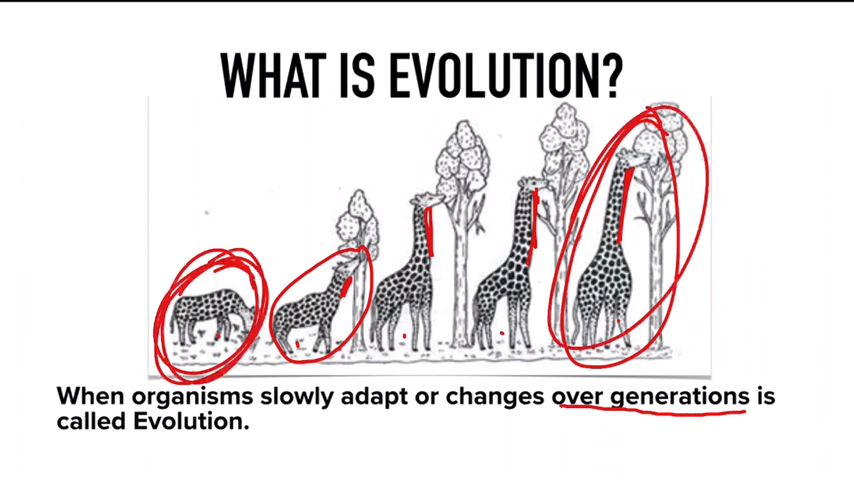 WHAT IS EVOLUTION?
When organisms slowly adapt or changes over generations is
called Evolution.